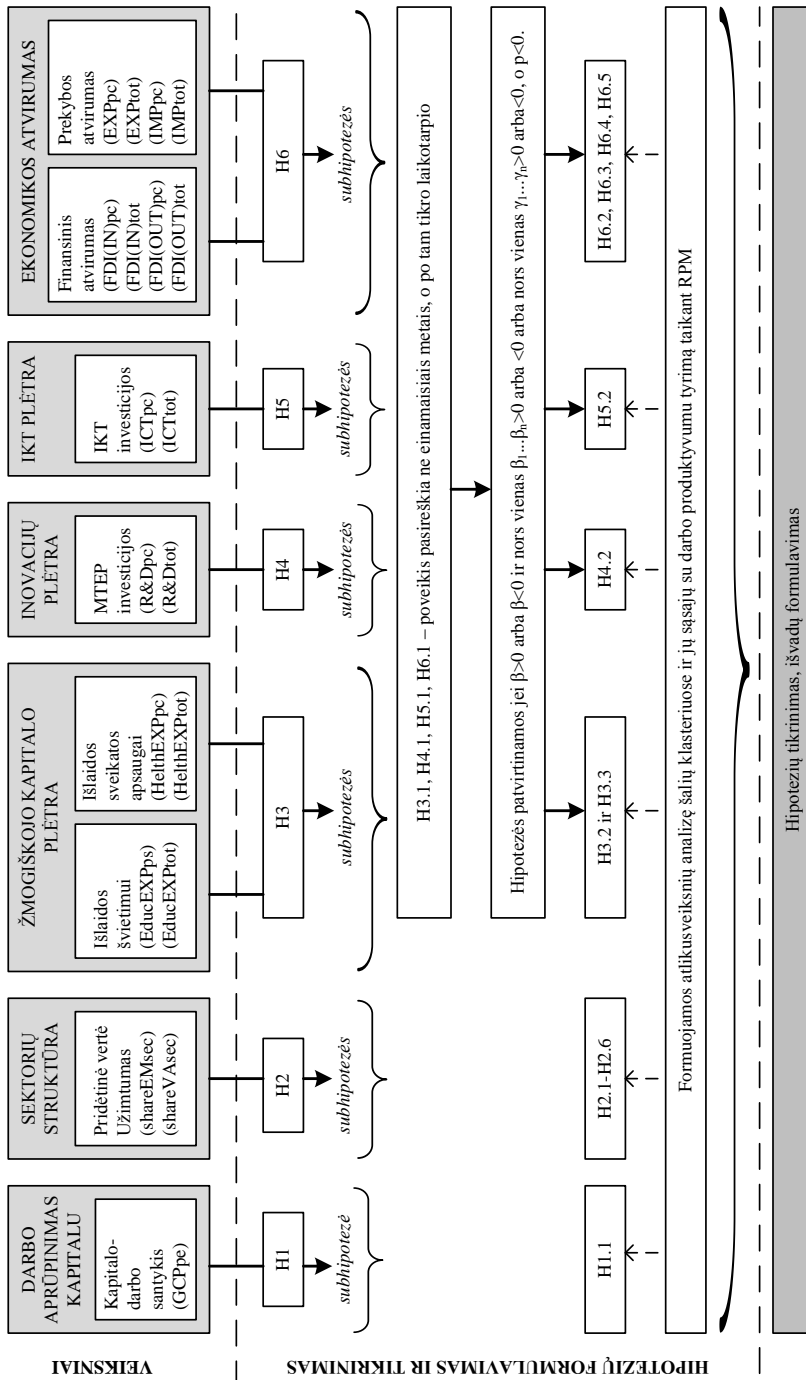 VEIKSNIAI
DARBO
APRŪPINIMAS
KAPITALU
Kapitalo-
darbo
santykis
(GCPpe)
SEKTORIŲ
STRUKTŪRA
Pridėtinė vertė
Užimtumas
(shareEMsec)
(shareVAsec)
ŽMOGIŠKOJO KAPITALO
PLĖTRA
Išlaidos
švietimui
(EducEXPps)
(EducEXPtot)
Išlaidos
sveikatos
apsaugai
(HelthEXPpc)
(HelthEXPtot)
INOVACIJŲ
PLĖTRA
MTEP
investicijos
(R&Dpc)
(R&Dtot)
IKT PLĖTRA
IKT
investicijos
(ICTpc)
(ICTtot)
EKONOMIKOS ATVIRUMAS
Finansinis
atvirumas
(FDI(IN)pc)
(FDI(IN)tot
(FDI(OUT)pc)
(FDI(OUT)tot
Prekybos
atvirumas
(EXPpc)
(EXPtot)
(IMPpc)
(IMPtot
HIPOTEZIŲ FORMULAVIMAS IR TIKRINIMAS
H1
H2
H3
H4
H5
H6
subhipotezė
subhipotezės
subhipotezės
subhipotezės
subhipotezės
subhipotezės
H3.1, H4.1, H5.1, H6.1 – poveikis pasireiškia ne einamaisiais metais, o po tam tikro laikotarpio
Hipotezės patvirtinamos jei β>0 arba β<0 ir nors vienas β₁...βₙ>0 arba <0 arba nors vienas γ₁...γₙ>0 arba<0, o p<0.
H1.1
H2.1-H2.6
H3.2 ir H3.3
H4.2
H5.2
H6.2, H6.3, H6.4, H6.5
Formuojamos atlikusveiksnių analizę šalių klasteriuose ir jų sąsajų su darbo produktyvumu tyrimą taikant RPM
Hipotezių tikrinimas, išvadų formulavimas